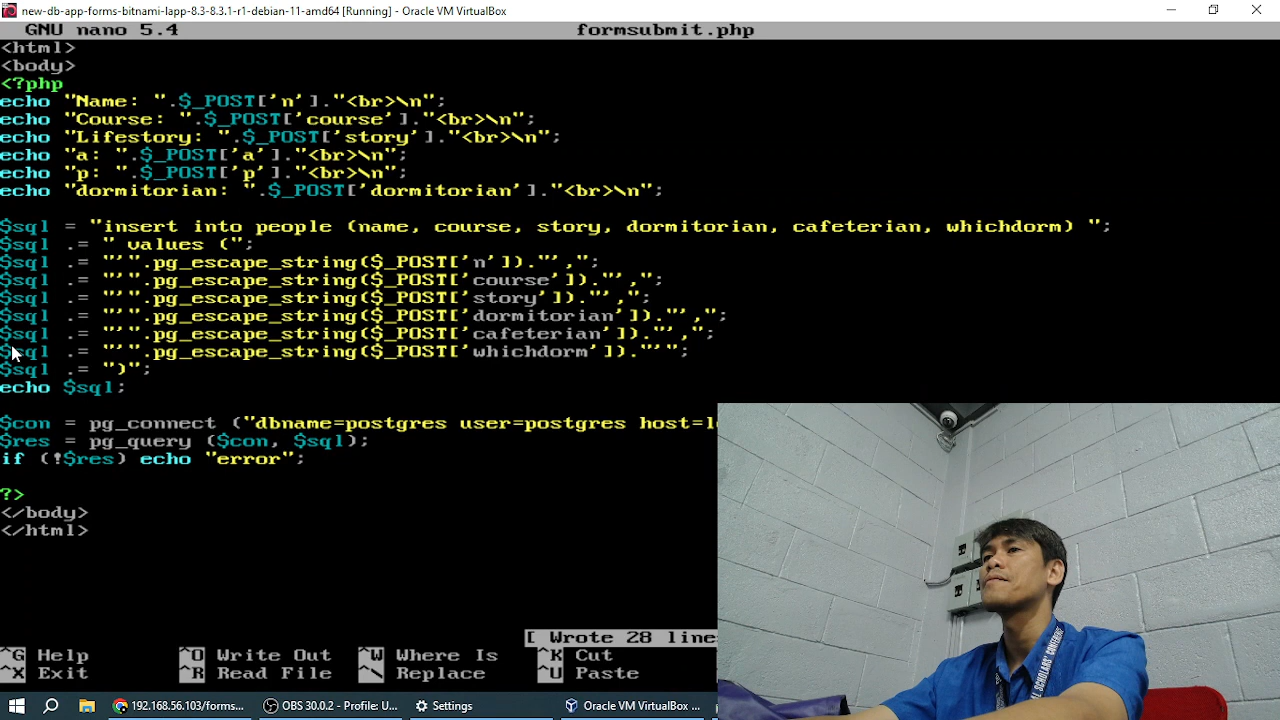 new-db-app-forms-bitnami-lapp-8.3-8.3.1-r1-debian-11-amd64 [Running] - Oracle VM VirtualBox
GNU nano 5.4 formsubmit.php
<html>
<body>
<?php
echo "Name: ".$_POST['n']."<br>\n";
echo "Course: ".$_POST['course']."<br>\n";
echo "Lifestory: ".$_POST['story']."<br>\n";
echo "a: ".$_POST['a']."<br>\n";
echo "p: ".$_POST['p']."<br>\n";
echo "dormitorian: ".$_POST['dormitorian']."<br>\n";
$sql = "insert into people (name, course, story, dormitorian, cafeterian, whichdorm) ";
$sql .= " values (";
$sql .= "'".pg_escape_string($_POST['n'])."',";
$sql .= "'".pg_escape_string($_POST['course'])."',";
$sql .= "'".pg_escape_string($_POST['story'])."',";
$sql .= "'".pg_escape_string($_POST['dormitorian'])."',";
$sql .= "'".pg_escape_string($_POST['cafeterian'])."',";
$sql .= "'".pg_escape_string($_POST['whichdorm'])."'";
$sql .= ")";
echo $sql;
$con = pg_connect ("dbname=postgres user=postgres host=
$res = pg_query ($con, $sql);
if (!$res) echo "error";
?>
</body>
</html>
[ Wrote 28 line
^G Help ^O Write Out ^W Where Is ^K Cut
^X Exit ^R Read File ^\ Replace ^U Paste
192.168.56.103/forms... OBS 30.0.2 - Profile: U... Settings Oracle VM VirtualBox ...